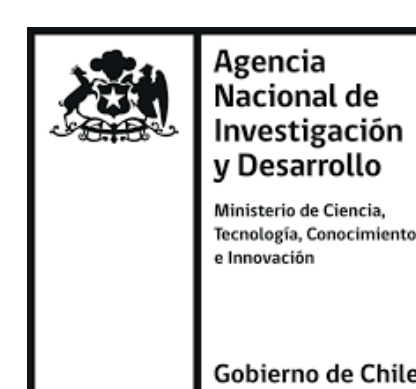 Agencia
Nacional de
Investigación
y Desarrollo
Ministerio de Ciencia,
Tecnología, Conocimiento
e Innovación
Gobierno de Chile